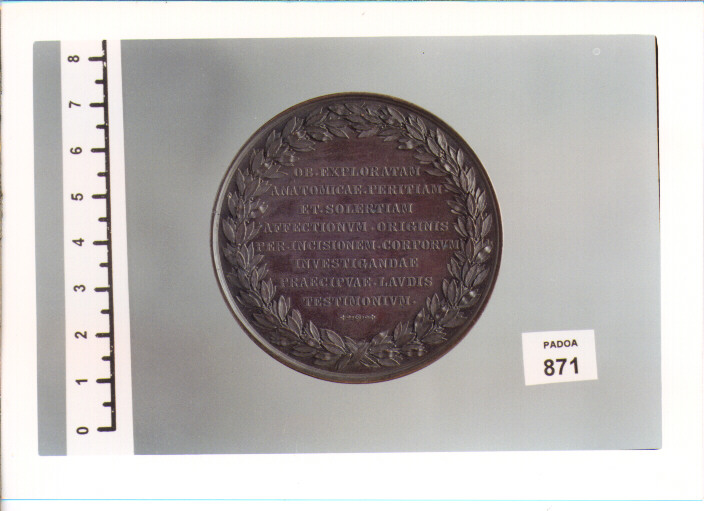 OB·EXPLORATAM
ANATOMICAE·PERITIAM
ET·SOLERTIAM
AFFECTIONVM·ORIGINIS
PER·INCISIONEM·CORPORVM
INVESTIGANDAE
PRAECIPVAE·LAVDIS
TESTIMONIVM·
PADOA
871
8
7
6
5
4
3
2
1
0